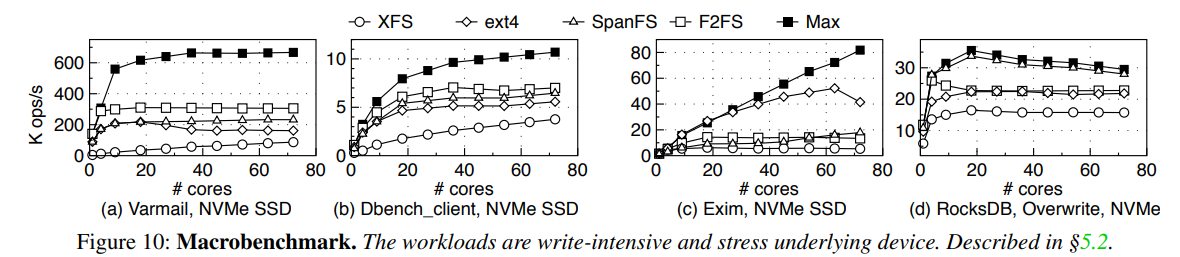 XFS ext4 SpanFS F2FS Max
K ops/s
600
400
200
0
0 20 40 60 80
# cores
(a) Varmail, NVMe SSD
10
5
0
0 20 40 60 80
# cores
(b) Dbench_client, NVMe SSD
80
60
40
20
0
0 20 40 60 80
# cores
(c) Exim, NVMe SSD
30
20
10
0 20 40 60 80
# cores
(d) RocksDB, Overwrite, NVMe
Figure 10: Macrobenchmark. The workloads are write-intensive and stress underlying device. Described in §5.2.